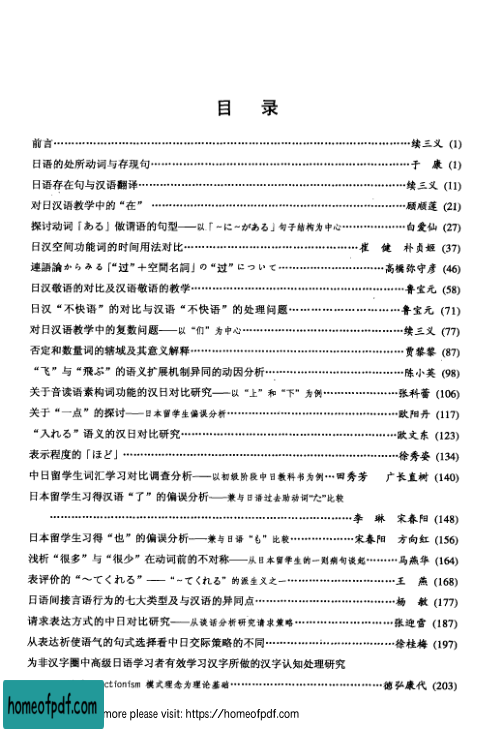 目 录
前言……续三义 (1)
日语的处所动词与存现句……于 康 (1)
日语存在句与汉语翻译……续三义 (11)
对日汉语教学中的“在”……顾顺莲 (21)
探讨动词「ある」做谓语的句型——以「~に~がある」句子结构为中心……白爱仙 (27)
日汉空间功能词的时间用法对比……崔 健 朴贞姬 (37)
連語論からみる「“过”+空間名詞」の“过”について……高橋弥守彦 (46)
日汉敬语的对比及汉语敬语的教学……鲁宝元 (58)
日汉“不快语”的对比与汉语“不快语”的处理问题……鲁宝元 (71)
对日汉语教学中的复数问题——以“们”为中心……续三义 (77)
否定和数量词的辖域及其意义解释……贾黎黎 (87)
“飞”与“飛ぶ”的语义扩展机制异同的动因分析……陈小英 (98)
关于音读语素构词功能的汉日对比研究——以“上”和“下”为例……张科蕾 (106)
关于“一点”的探讨——日本留学生偏误分析……欧阳丹 (117)
“入れる”语义的汉日对比研究……欧文东 (123)
表示程度的「ほど」……徐秀姿 (134)
中日留学生词汇学习对比调查分析——以初级阶段中日教科书为例…田秀芳 广长直树 (140)
日本留学生习得汉语“了”的偏误分析——兼与日语过去助动词“た”比较
……李 琳 宋春阳 (148)
日本留学生习得“也”的偏误分析——兼与日语“も”比较……宋春阳 方向红 (156)
浅析“很多”与“很少”在动词前的不对称——从日本留学生的一则病句谈起……马燕华 (164)
表评价的“～てくれる”——“~てくれる”的派生义之一……王 燕 (168)
日语间接言语行为的七大类型及与汉语的异同点……杨 敏 (177)
请求表达方式的中日对比研究——从谈话分析研究请求策略……张迎雷 (187)
从表达祈使语气的句式选择看中日交际策略的不同……徐桂梅 (197)
为非汉字圈中高级日语学习者有效学习汉字所做的汉字认知处理研究
ctionism 模式理念为理论基础……德弘康代 (203)
homeofpdf.com
more please visit: https://homeofpdf.com